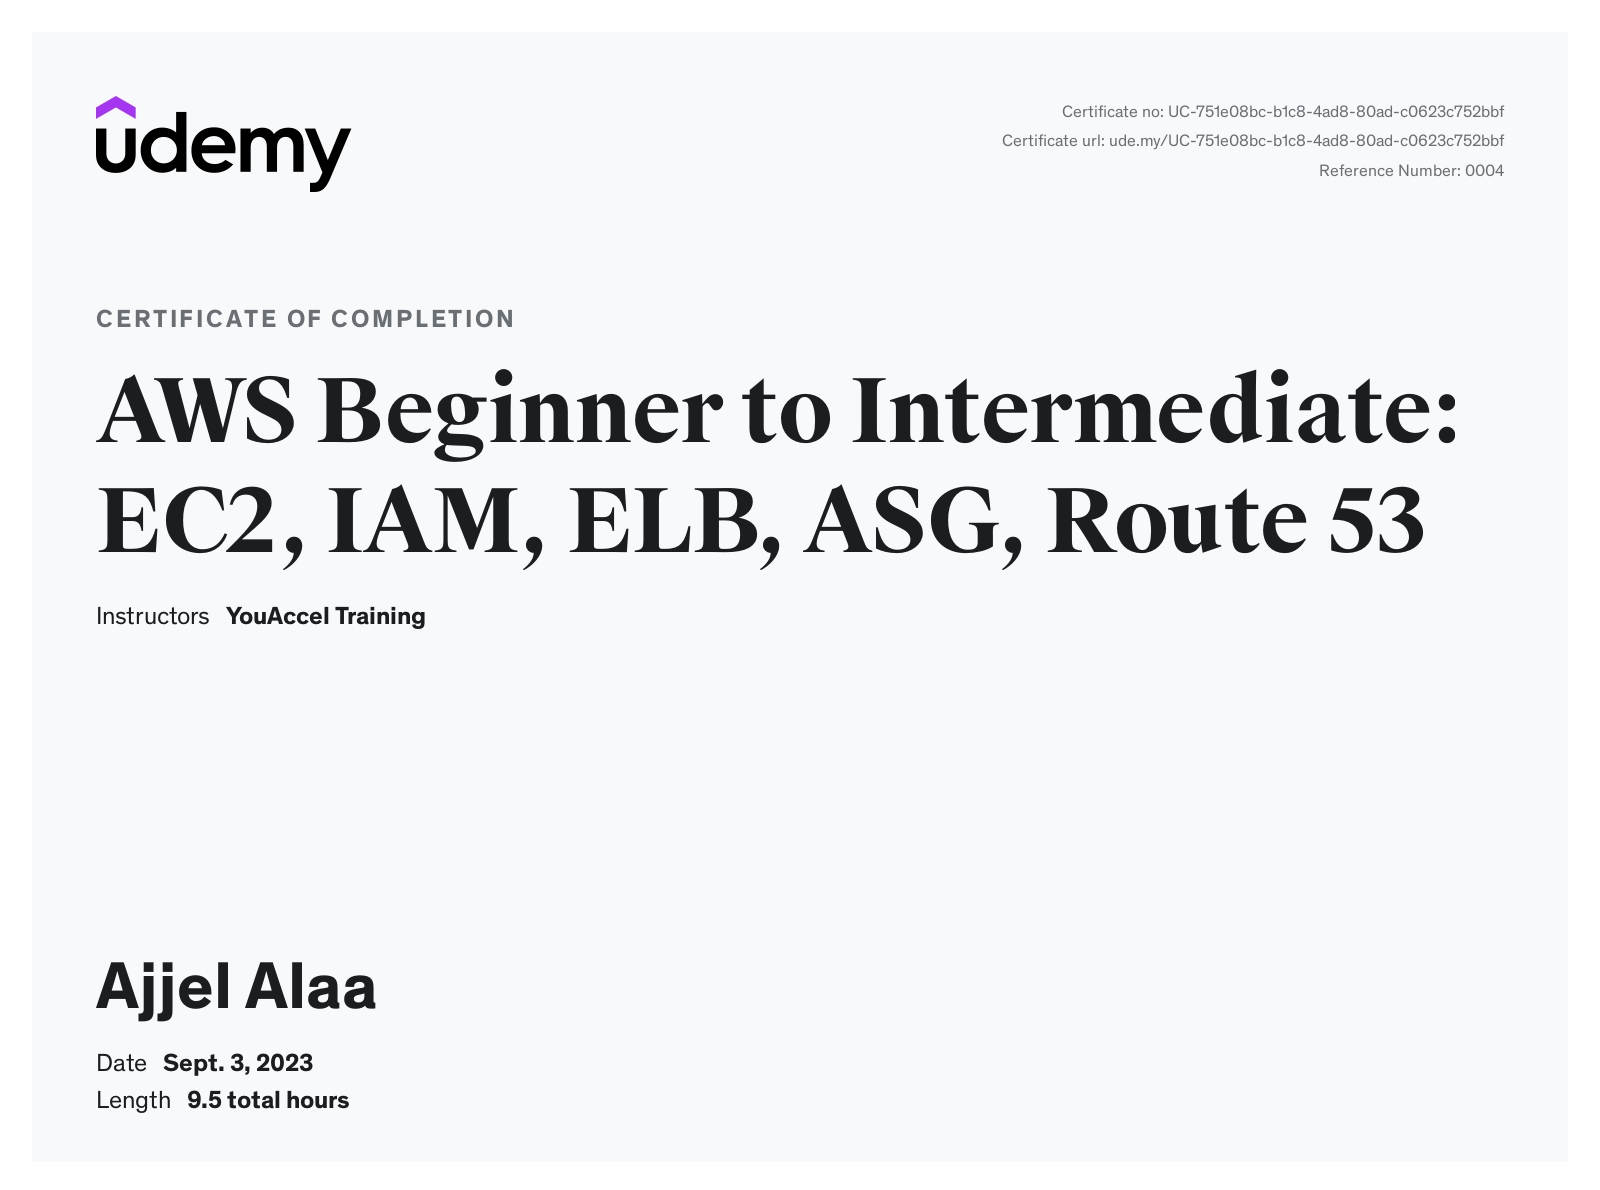 udemy
Certificate no: UC-751e08bc-b1c8-4ad8-80ad-c0623c752bbf
Certificate url: ude.my/UC-751e08bc-b1c8-4ad8-80ad-c0623c752bbf
Reference Number: 0004
CERTIFICATE OF COMPLETION
AWS Beginner to Intermediate:
EC2, IAM, ELB, ASG, Route 53
Instructors YouAccel Training
Ajjel Alaa
Date Sept. 3, 2023
Length 9.5 total hours